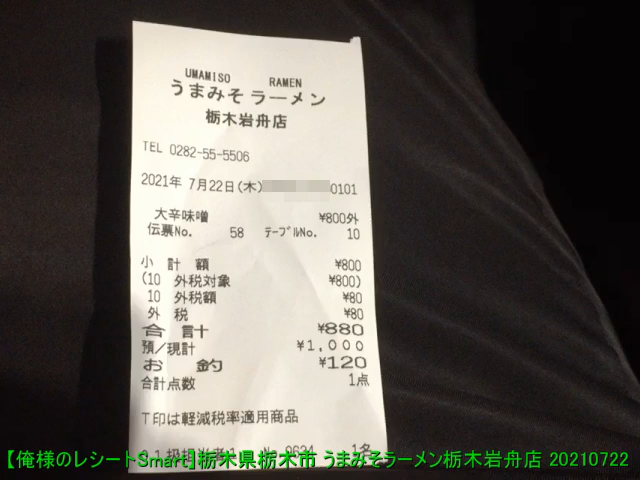 UMAMISO RAMEN
うまみそラーメン
栃木岩舟店
TEL 0282-55-5506
2021年 7月22日(木) 0101
大辛味噌 ¥800外
伝票No. 58 テーブルNo. 10
小計額 ¥800
(10 外税対象 ¥800)
10 外税額 ¥80
外税 ¥80
合計 ¥880
預/現計 ¥1,000
お釣 ¥120
合計点数 1点
T印は軽減税率適用商品
0624 1名
【俺様のレシートSmart】栃木県栃木市 うまみそラーメン栃木岩舟店 20210722